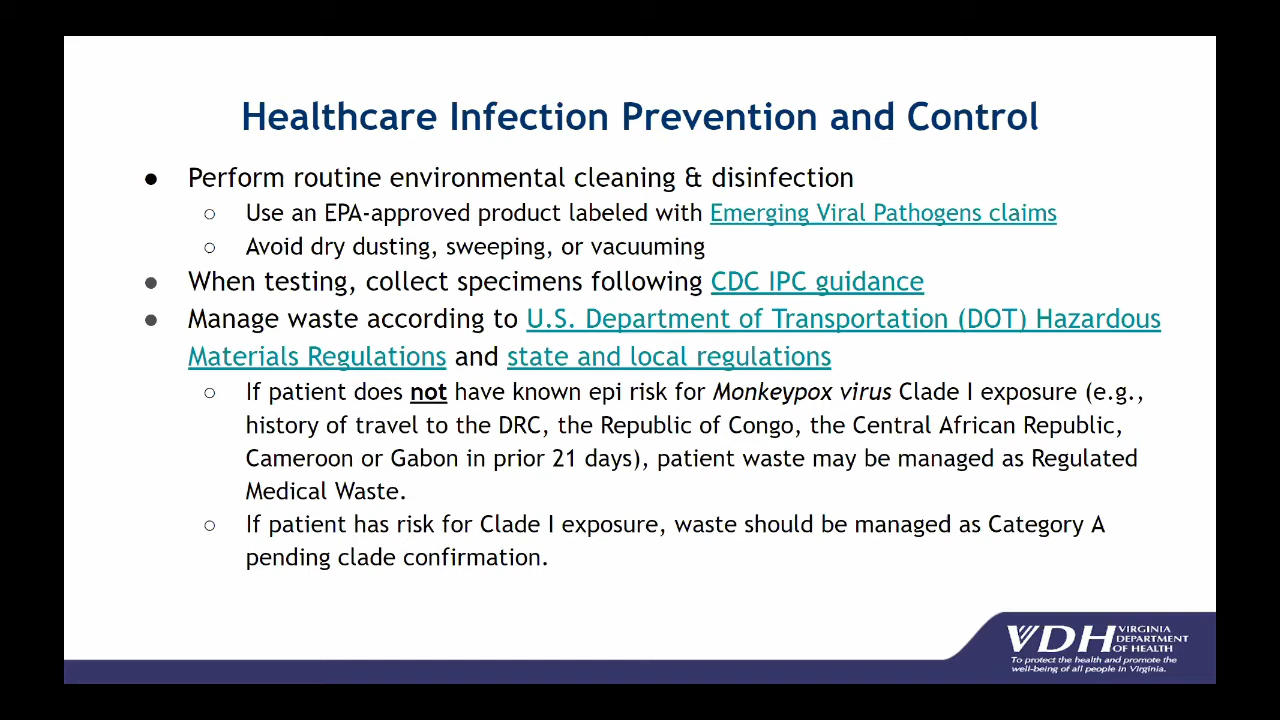 Healthcare Infection Prevention and Control
● Perform routine environmental cleaning & disinfection
○ Use an EPA-approved product labeled with Emerging Viral Pathogens claims
○ Avoid dry dusting, sweeping, or vacuuming
● When testing, collect specimens following CDC IPC guidance
● Manage waste according to U.S. Department of Transportation (DOT) Hazardous
Materials Regulations and state and local regulations
○ If patient does not have known epi risk for Monkeypox virus Clade I exposure (e.g.,
history of travel to the DRC, the Republic of Congo, the Central African Republic,
Cameroon or Gabon in prior 21 days), patient waste may be managed as Regulated
Medical Waste.
○ If patient has risk for Clade I exposure, waste should be managed as Category A
pending clade confirmation.
VDH VIRGINIA
DEPARTMENT
OF HEALTH
To protect the health and promote the
well-being of all people in Virginia.